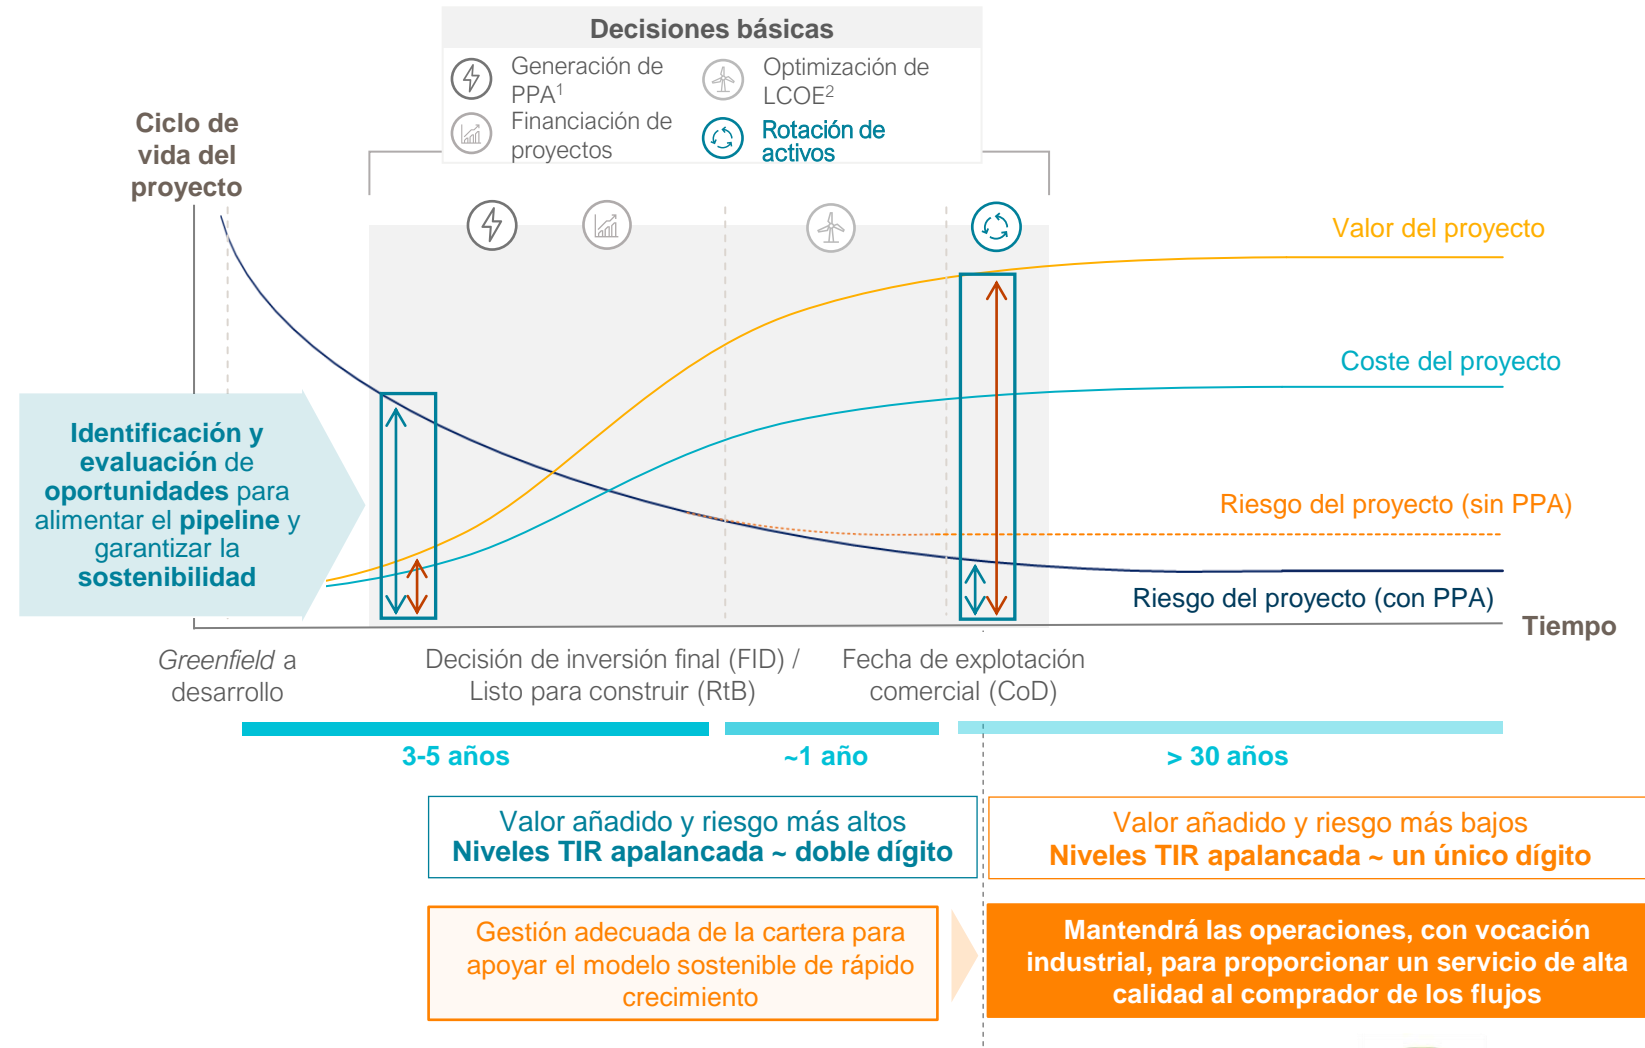 Decisiones básicas
Generación de
PPA¹
Optimización de
LCOE²
Financiación de
proyectos
Rotación de
activos
Ciclo de
vida del
proyecto
Valor del proyecto
Coste del proyecto
Identificación y
evaluación de
oportunidades para
alimentar el pipeline y
garantizar la
sostenibilidad
Riesgo del proyecto (sin PPA)
Riesgo del proyecto (con PPA)
Tiempo
Greenfield a
desarrollo
Decisión de inversión final (FID) /
Listo para construir (RtB)
Fecha de explotación
comercial (CoD)
3-5 años
~1 año
> 30 años
Valor añadido y riesgo más altos
Niveles TIR apalancada ~ doble dígito
Valor añadido y riesgo más bajos
Niveles TIR apalancada ~ un único dígito
Gestión adecuada de la cartera para
apoyar el modelo sostenible de rápido
crecimiento
Mantendrá las operaciones, con vocación
industrial, para proporcionar un servicio de alta
calidad al comprador de los flujos